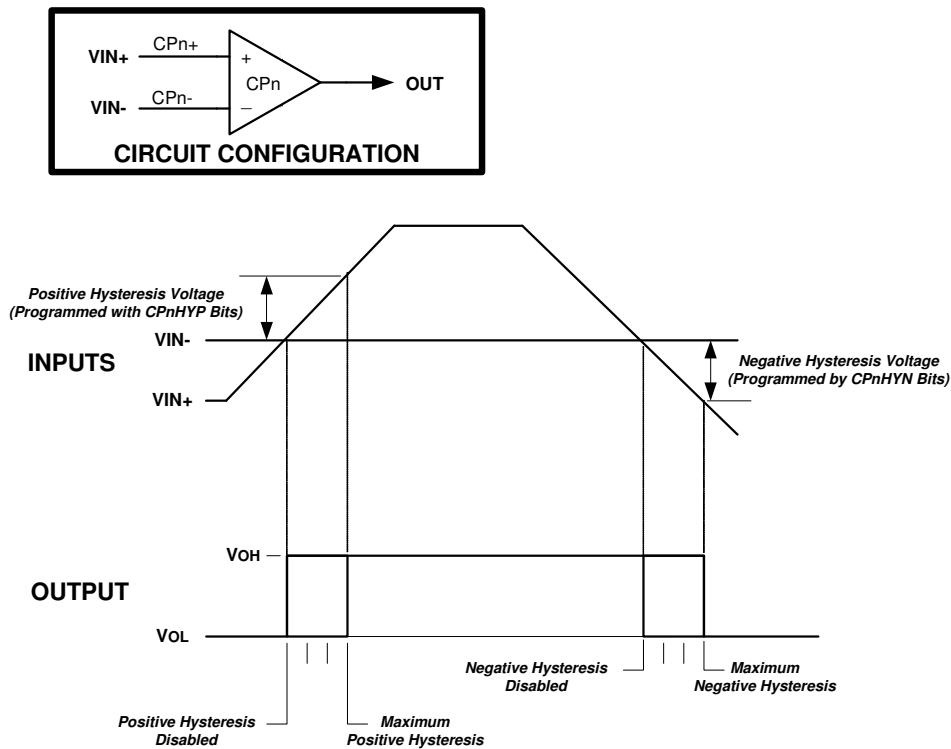 VIN+
CPn+
+
CPn
OUT
VIN-
CPn-
_
CIRCUIT CONFIGURATION
Positive Hysteresis Voltage
(Programmed with CPnHYP Bits)
VIN-
INPUTS
Negative Hysteresis Voltage
(Programmed by CPnHYN Bits)
VIN+
VOH
OUTPUT
VOL
Negative Hysteresis
Disabled
Maximum
Negative Hysteresis
Positive Hysteresis
Disabled
Maximum
Positive Hysteresis